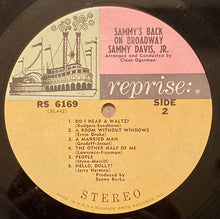 SAMMY'S BACK
ON BROADWAY
SAMMY DAVIS, JR.
Arranged and Conducted by
Claus Ogerman
reprise:
RS 6169
(30,442)
SIDE
2
1. DO I HEAR A WALTZ?
(Rodgers-Sondheim)
2. A ROOM WITHOUT WINDOWS
(Ervin Drake)
3. A MARRIED MAN
(Grudeff-Jessel)
4. THE OTHER HALF OF ME
(Lawrence-Freeman)
5. PEOPLE
(Styne-Merrill)
6. HELLO, DOLLY!
(Jerry Herman)
Produced by
Sonny Burke
STEREO